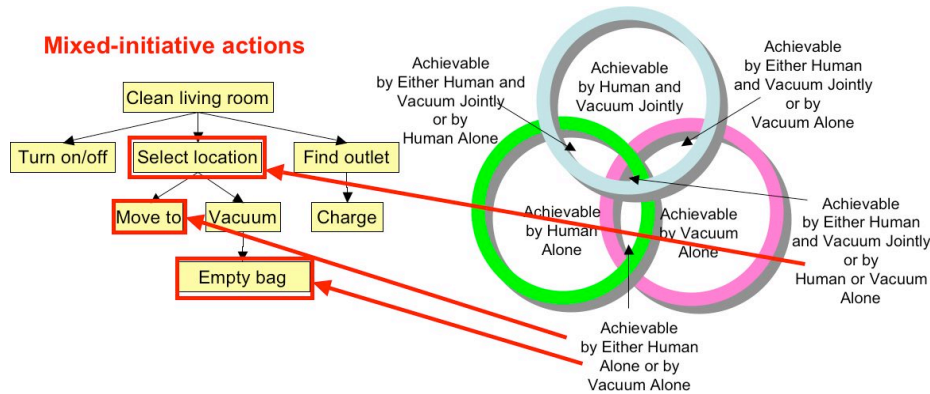 Mixed-initiative actions
Clean living room
Turn on/off
Select location
Find outlet
Move to
Vacuum
Charge
Empty bag
Achievable
by Either Human and
Vacuum Jointly
or by
Human Alone
Achievable
by Human and
Vacuum Jointly
Achievable
by Either Human
and Vacuum Jointly
or by
Vacuum Alone
Achievable
by Human
Alone
Achievable
by Vacuum
Alone
Achievable
by Either Human
and Vacuum Jointly
or by
Human or Vacuum
Alone
Achievable
by Either Human
Alone or by
Vacuum Alone